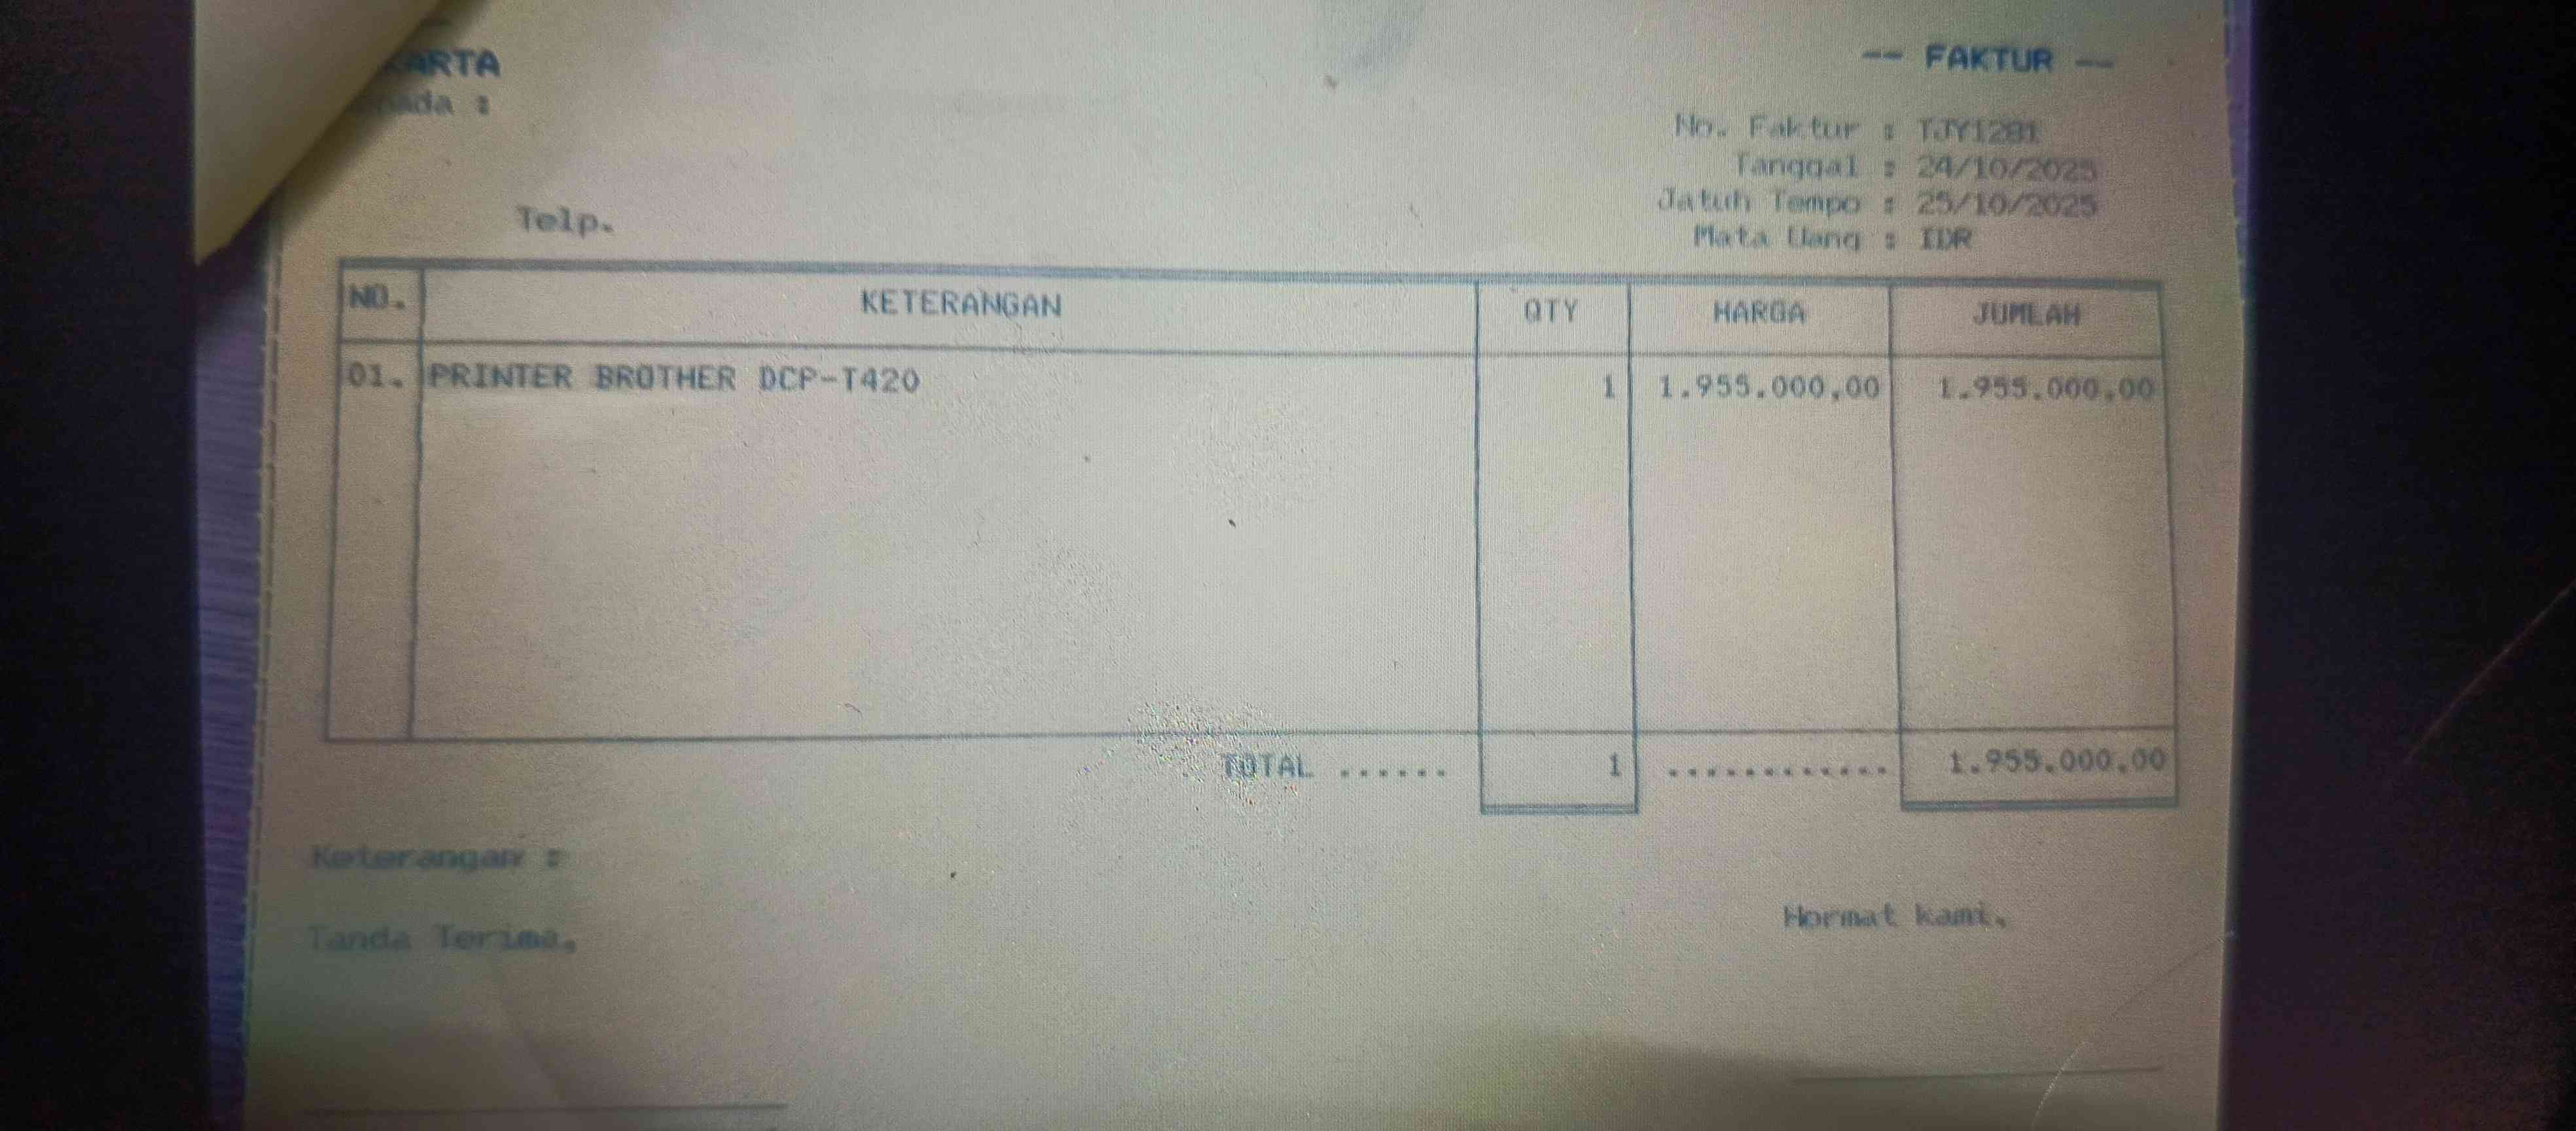 ARTA
-- FAKTUR --
ada :
No. Faktur : TJY1281
Tanggal : 24/10/2025
Jatuh Tempo : 25/10/2025
Mata Uang : IDR
Telp.
NO. KETERANGAN QTY HARGA JUMLAH
01. PRINTER BROTHER DCP-T420 1 1.955.000,00 1.955.000,00
TOTAL ...... 1 ............ 1.955.000,00
Keterangan :
Hormat kami.
Tanda Terima.